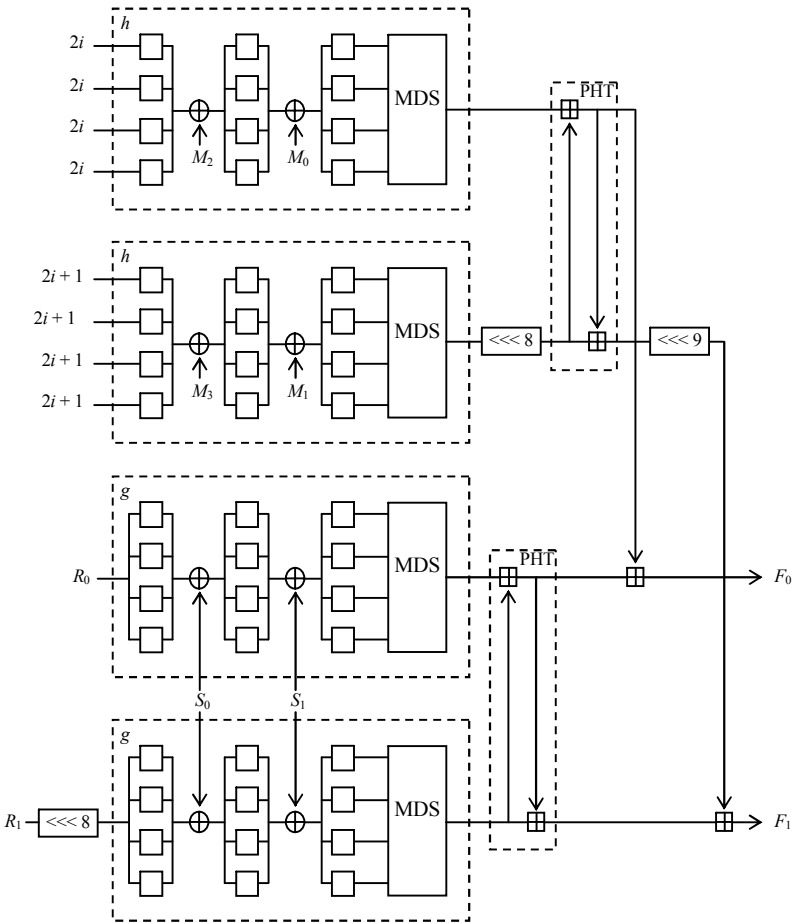 h
2i
2i
2i
2i
M2
M0
MDS
PHT
h
2i + 1
2i + 1
2i + 1
2i + 1
M3
M1
MDS
<<< 8
<<< 9
g
R0
MDS
PHT
F0
S0
S1
g
R1
<<< 8
MDS
F1